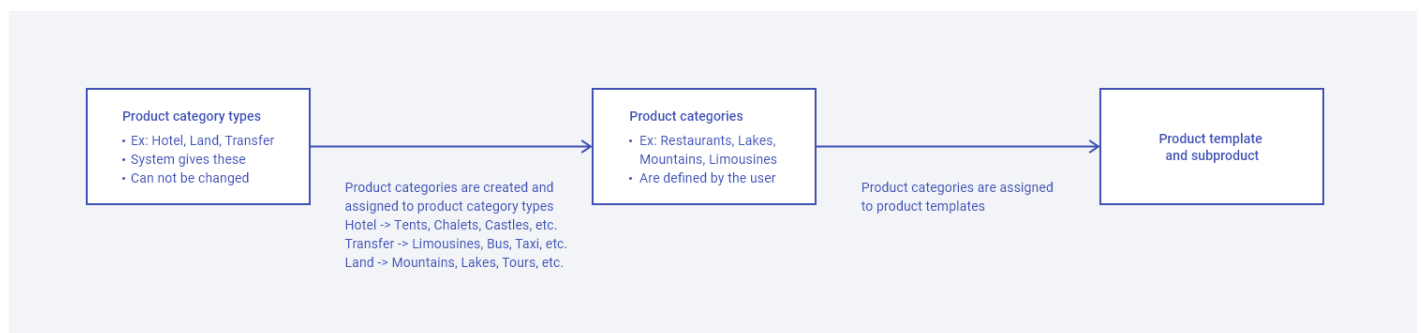 Product category types
• Ex: Hotel, Land, Transfer
• System gives these
• Can not be changed
Product categories are created and
assigned to product category types
Hotel -> Tents, Chalets, Castles, etc.
Transfer -> Limousines, Bus, Taxi, etc.
Land -> Mountains, Lakes, Tours, etc.
Product categories
• Ex: Restaurants, Lakes,
Mountains, Limousines
• Are defined by the user
Product categories are assigned
to product templates
Product template
and subproduct